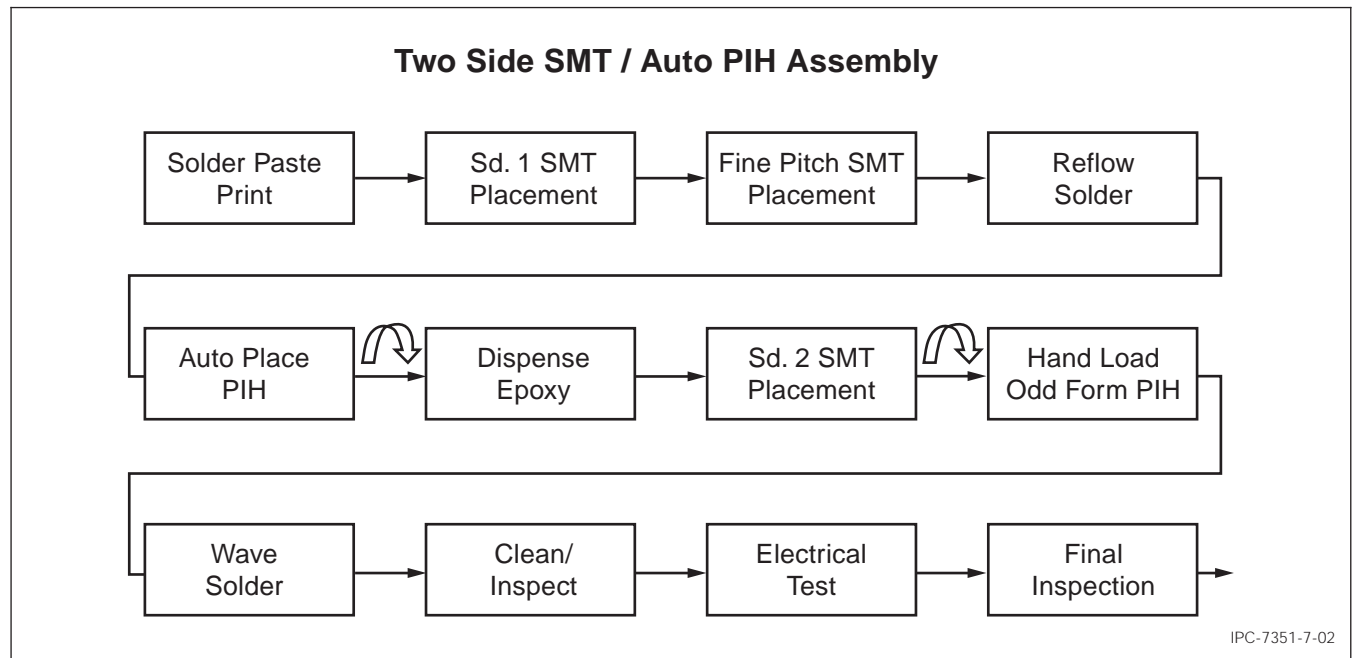 Two Side SMT / Auto PIH Assembly
Solder Paste
Print
Sd. 1 SMT
Placement
Fine Pitch SMT
Placement
Reflow
Solder
Auto Place
PIH
Dispense
Epoxy
Sd. 2 SMT
Placement
Hand Load
Odd Form PIH
Wave
Solder
Clean/
Inspect
Electrical
Test
Final
Inspection
IPC-7351-7-02